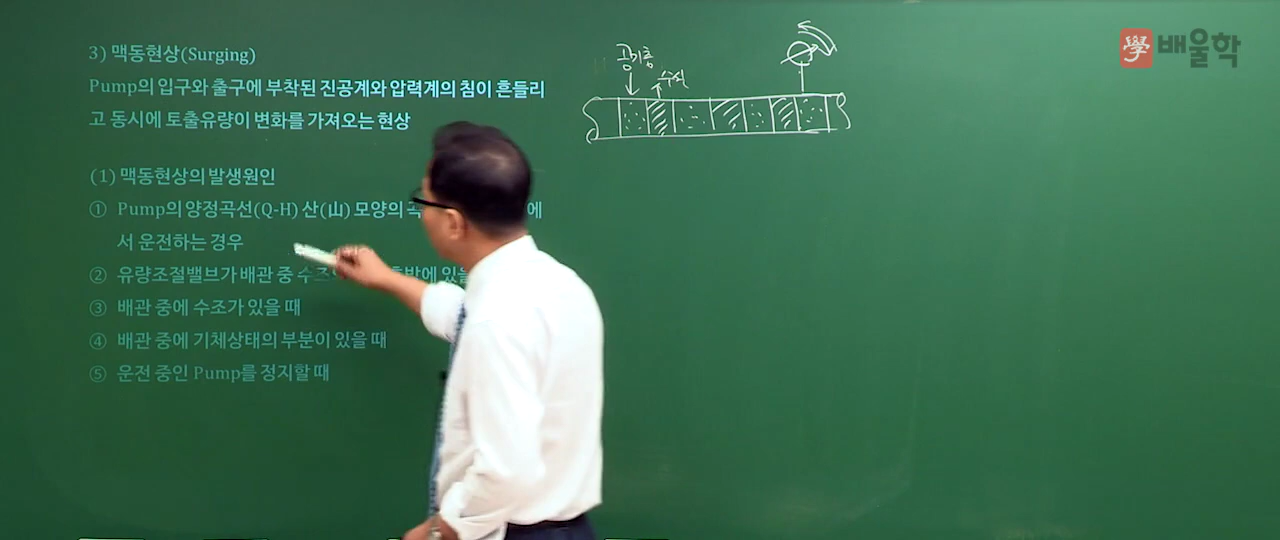 3) 맥동현상(Surging)
Pump의 입구와 출구에 부착된 진공계와 압력계의 침이 흔들리
고 동시에 토출유량이 변화를 가져오는 현상
(1) 맥동현상의 발생원인
① Pump의 양정곡선(Q-H) 산(山) 모양의 에
서 운전하는 경우
② 유량조절밸브가 배관 중 수조 있을
③ 배관 중에 수조가 있을 때
④ 배관 중에 기체상태의 부분이 있을 때
⑤ 운전 중인 Pump를 정지할 때
공기층
學 배울학